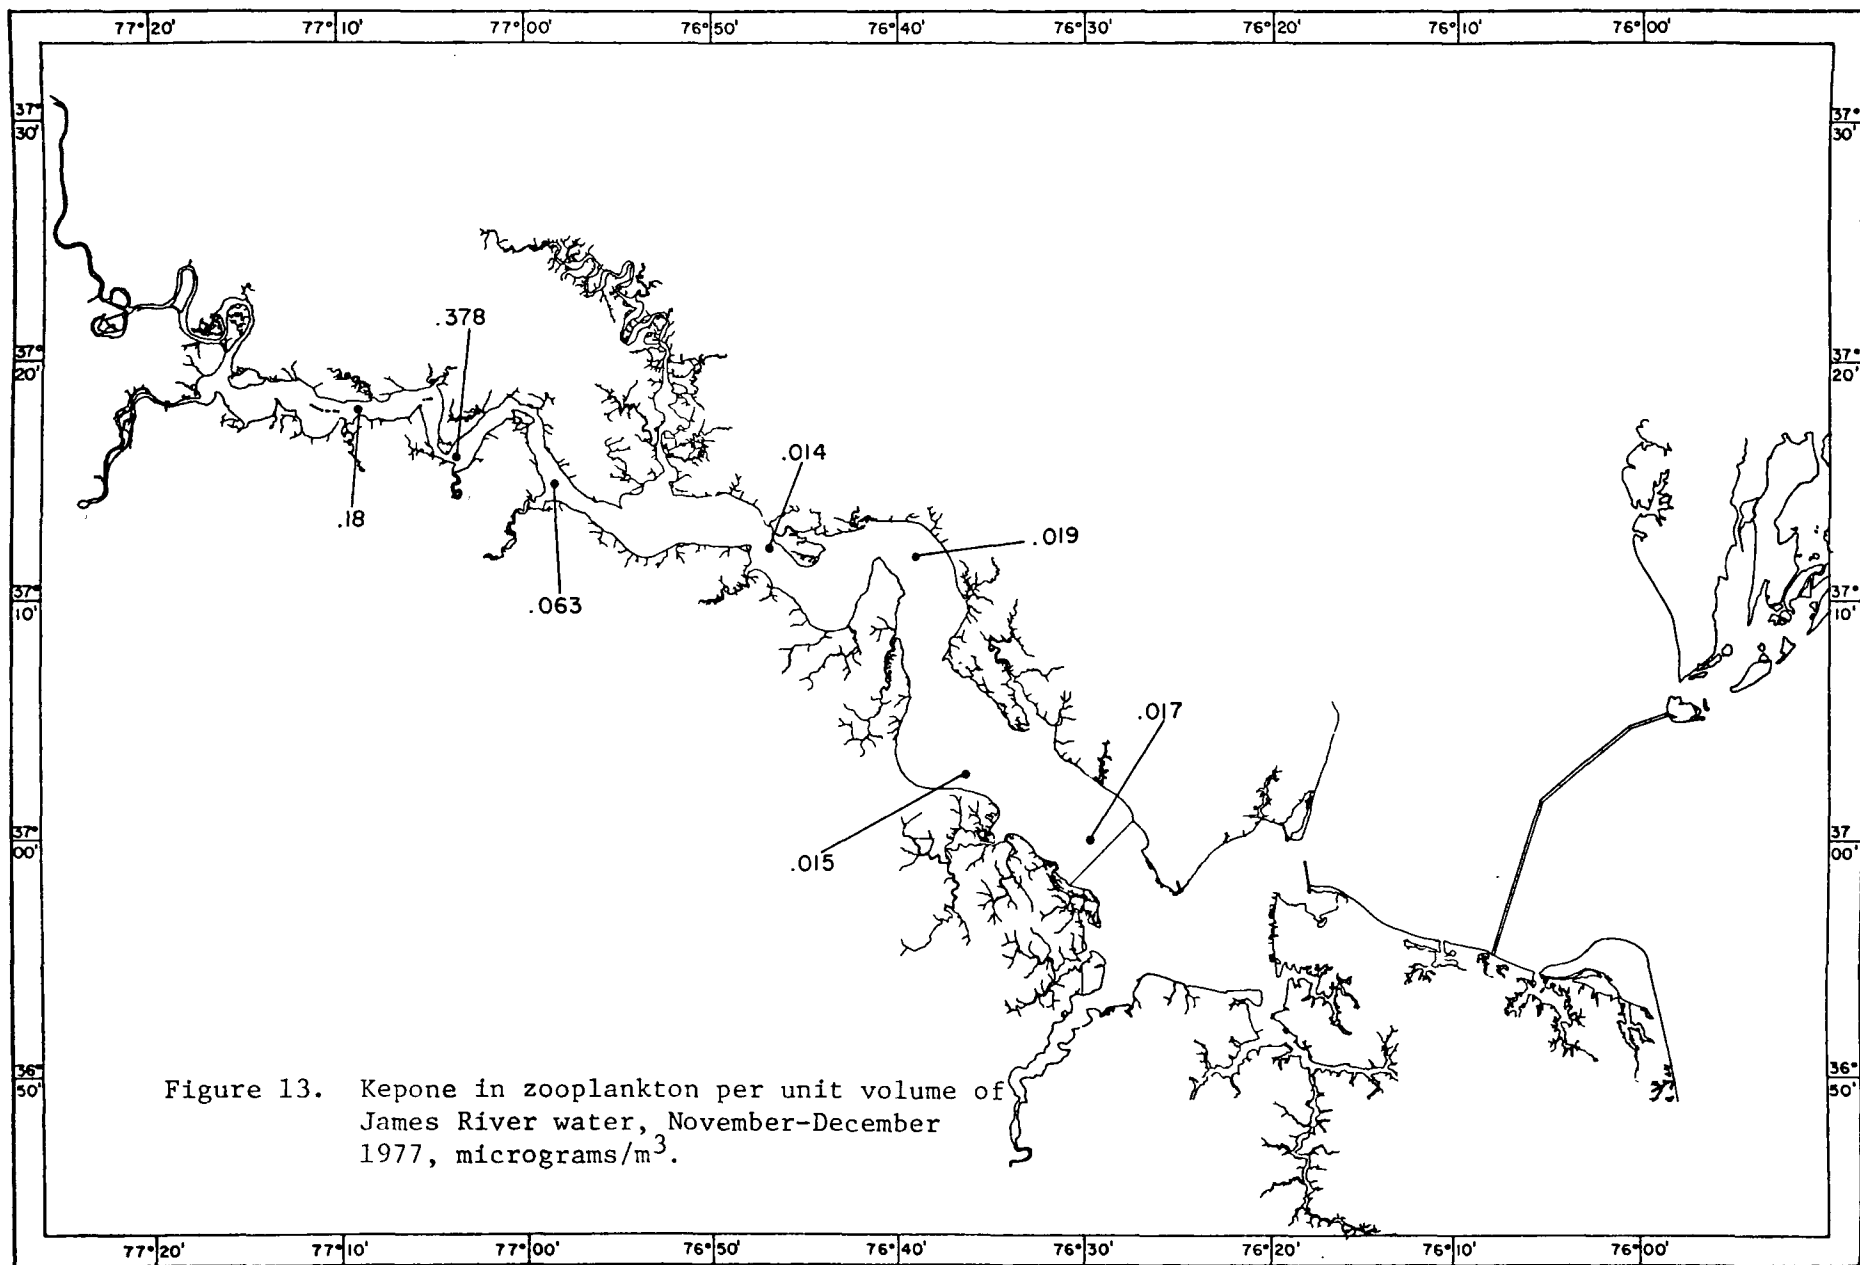 77°20' 77°10' 77°00' 76°50' 76°40' 76°30' 76°20' 76°10' 76°00'
37° 30' 37° 30'
.378
37° 20' 37° 20'
.014
.18
.019
.063
37° 10' 37° 10'
.017
37° 00' 37 00'
.015
36° 50' 36° 50'
Figure 13. Kepone in zooplankton per unit volume of
James River water, November-December
1977, micrograms/m³.
77°20' 77°10' 77°00' 76°50' 76°40' 76°30' 76°20' 76°10' 76°00'